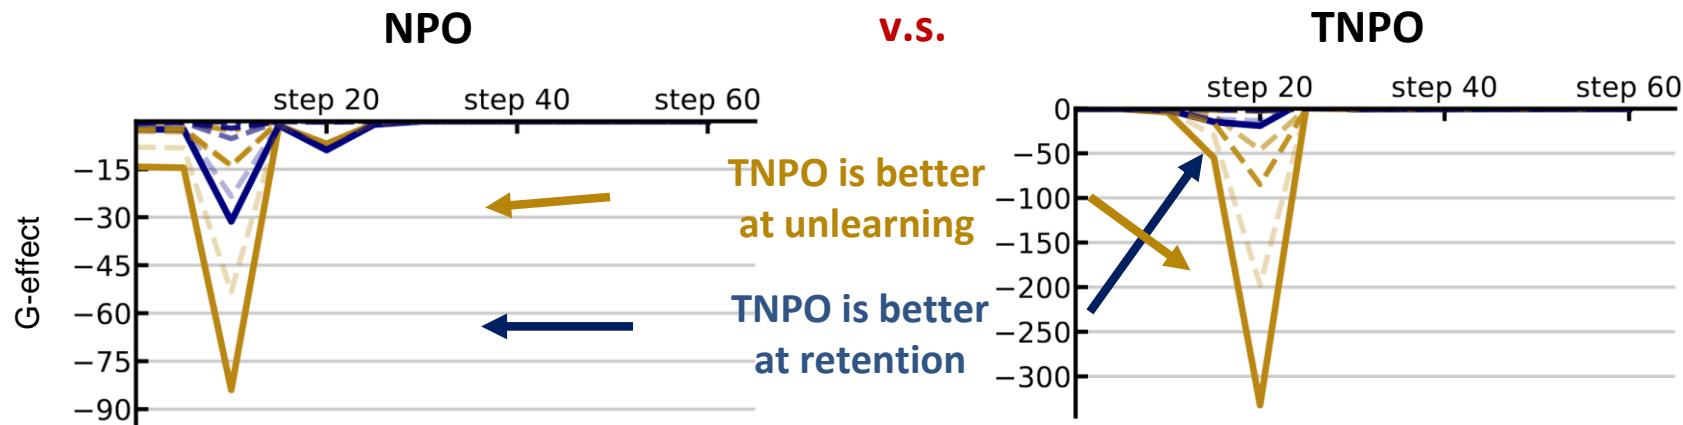 NPO
v.s.
TNPO
step 20
step 40
step 60
−15
−30
−45
−60
−75
−90
G-effect
TNPO is better
at unlearning
TNPO is better
at retention
step 20
step 40
step 60
0
−50
−100
−150
−200
−250
−300